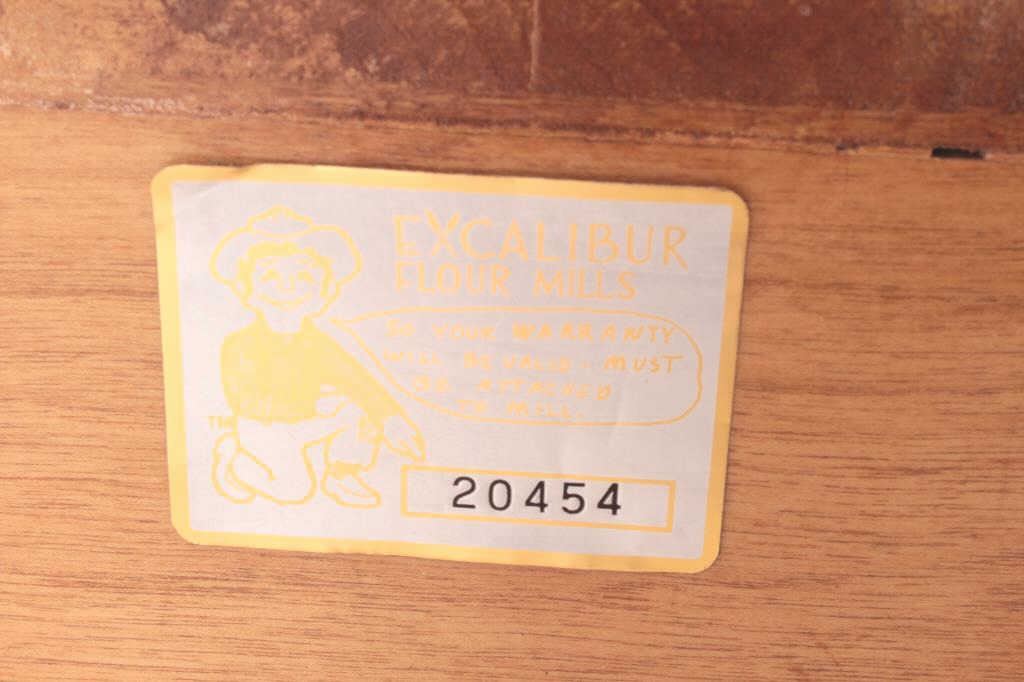 EXCALIBUR
FLOUR MILLS
SO YOUR WARRANTY
WILL BE VALID - MUST
BE ATTACHED
TO MILL.
TM
20454